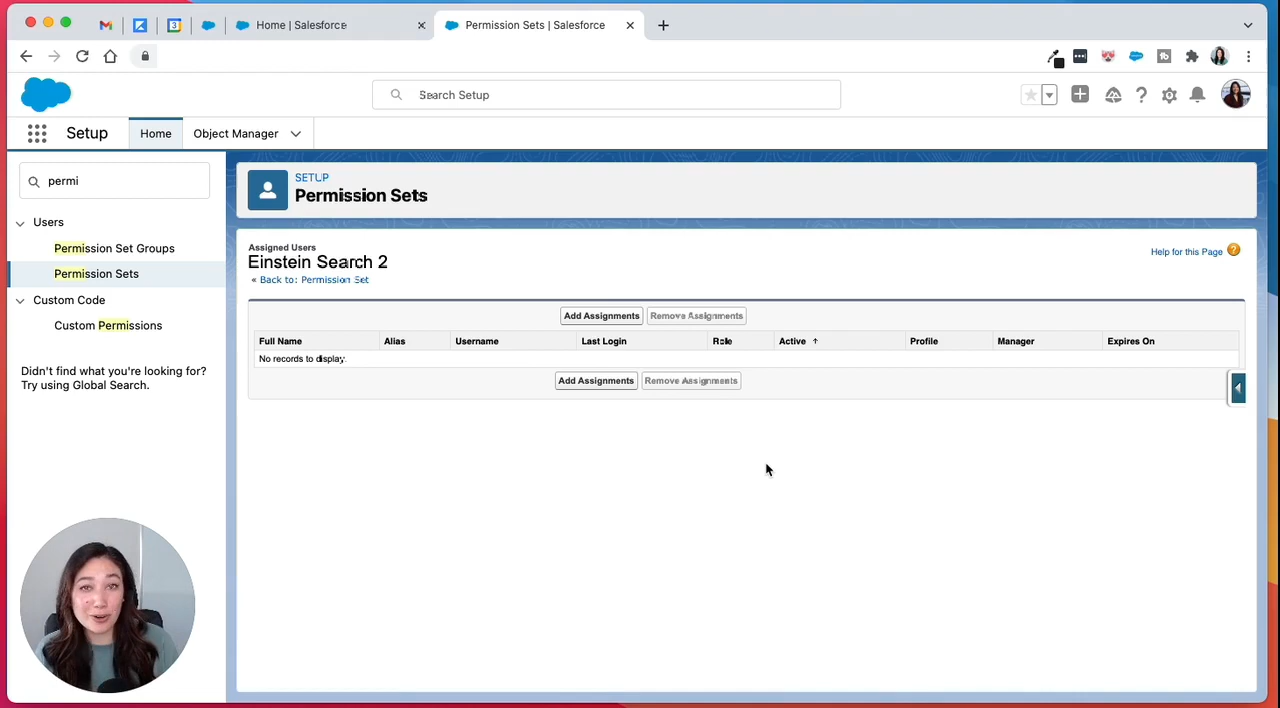 Home | Salesforce
Permission Sets | Salesforce
Search Setup
Setup
Home
Object Manager
permi
Users
Permission Set Groups
Permission Sets
Custom Code
Custom Permissions
Didn't find what you're looking for?
Try using Global Search.
SETUP
Permission Sets
Assigned Users
Einstein Search 2
« Back to: Permission Set
Help for this Page
Add Assignments Remove Assignments
Full Name Alias Username Last Login Role Active Profile Manager Expires On
No records to display.
Add Assignments Remove Assignments